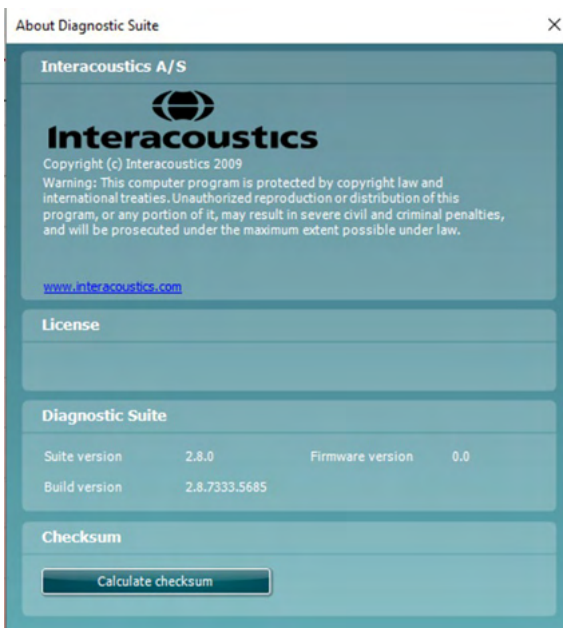 About Diagnostic Suite
Interacoustics A/S
Interacoustics
Copyright (c) Interacoustics 2009
Warning: This computer program is protected by copyright law and
international treaties. Unauthorized reproduction or distribution of this
program, or any portion of it, may result in severe civil and criminal penalties,
and will be prosecuted under the maximum extent possible under law.
www.interacoustics.com
License
Diagnostic Suite
Suite version 2.8.0 Firmware version 0.0
Build version 2.8.7333.5685
Checksum
Calculate checksum